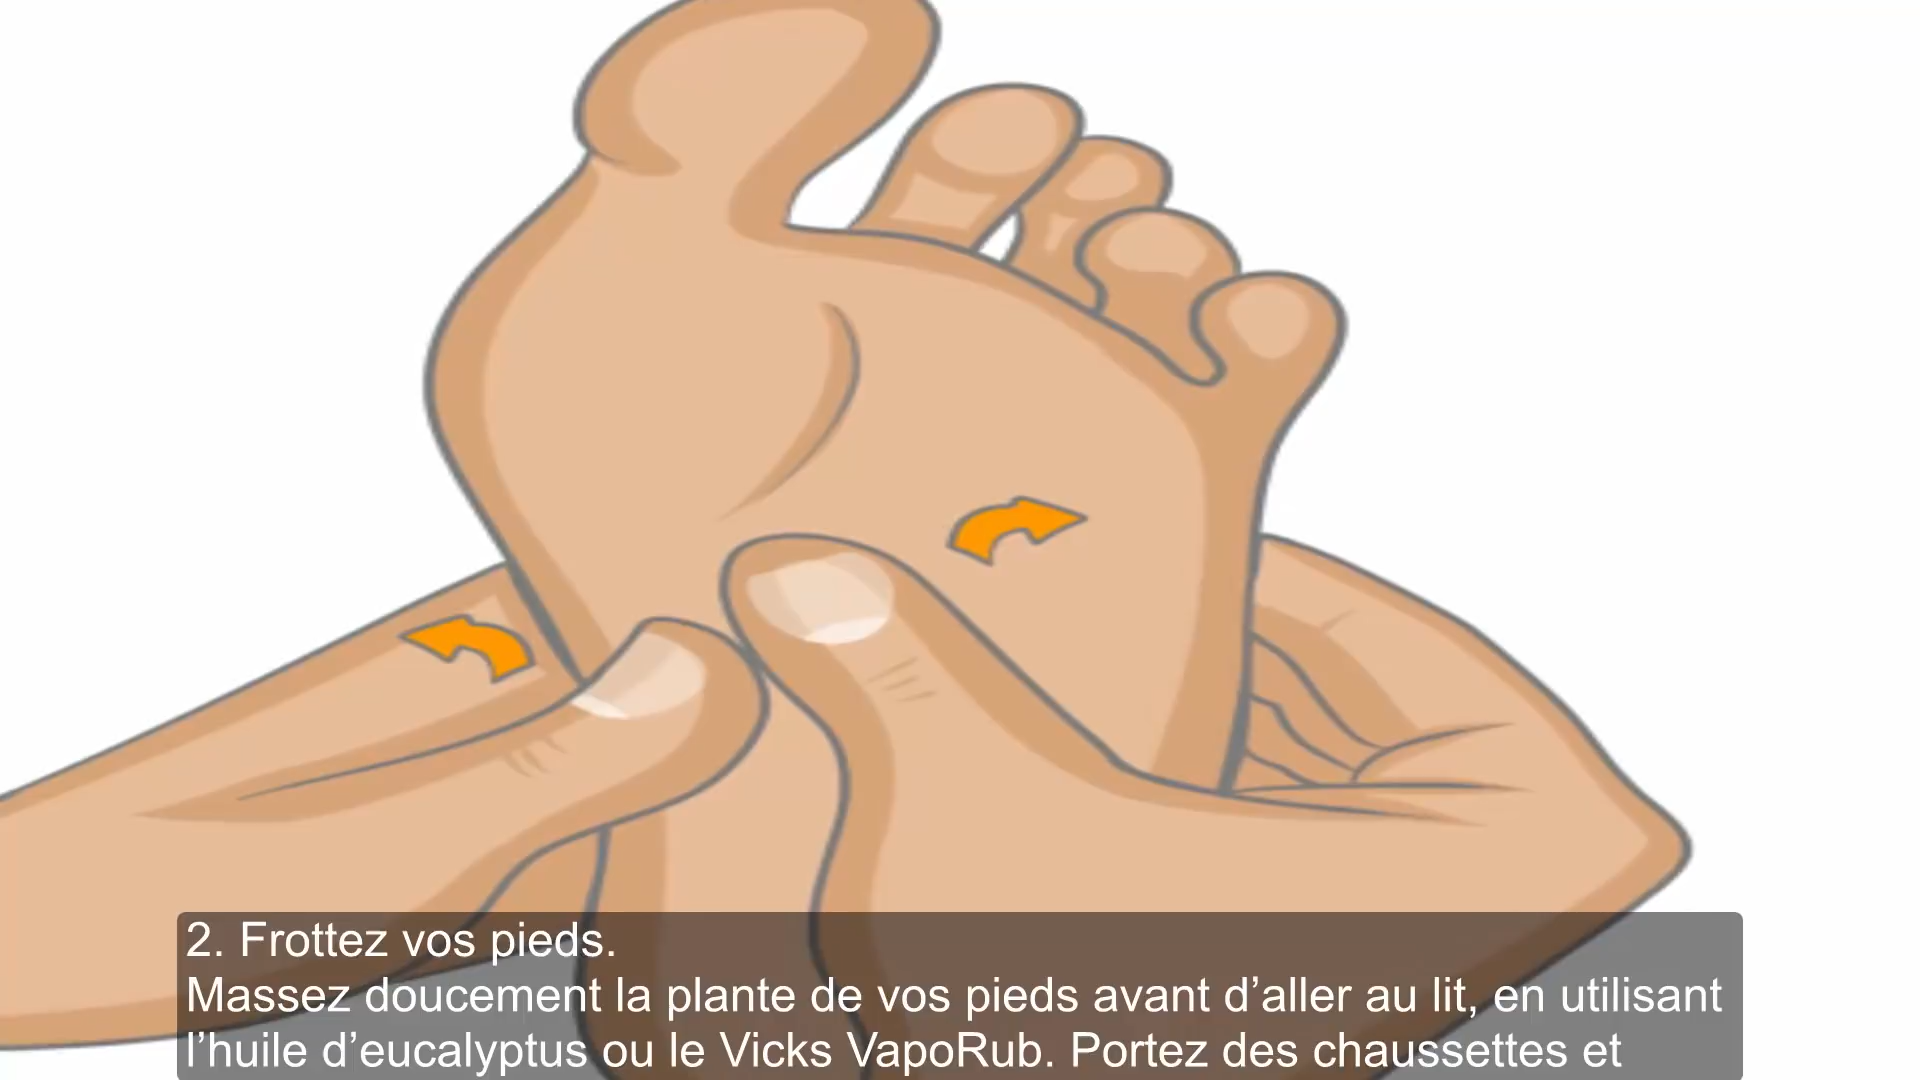 2. Frottez vos pieds.
Massez doucement la plante de vos pieds avant d’aller au lit, en utilisant
l’huile d’eucalyptus ou le Vicks VapoRub. Portez des chaussettes et